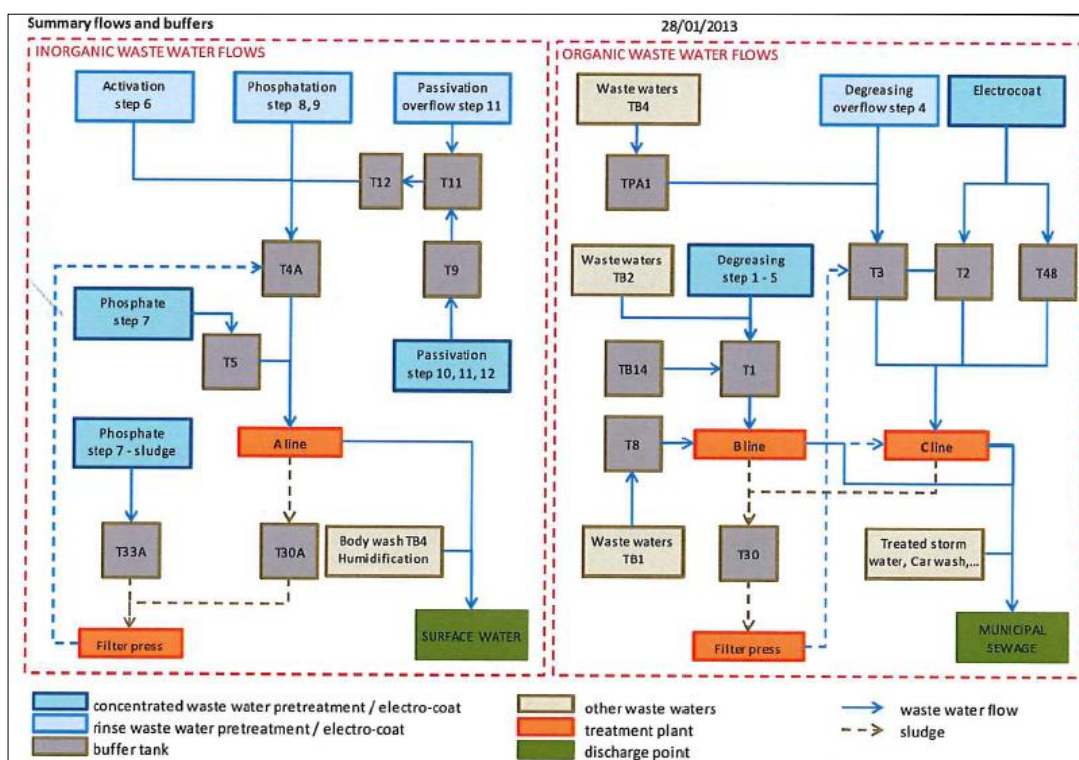 Summary flows and buffers
28/01/2013
INORGANIC WASTE WATER FLOWS
Activation
step 6
Phosphatation
step 8, 9
Passivation
overflow step 11
T12
T11
T4A
T9
Phosphate
step 7
T5
Passivation
step 10, 11, 12
Phosphate
step 7 - sludge
A line
T33A
T30A
Body wash TB4
Humidification
Filter press
SURFACE WATER
ORGANIC WASTE WATER FLOWS
Waste waters
TB4
Degreasing
overflow step 4
Electrocoat
TPA1
Waste waters
TB2
Degreasing
step 1 - 5
T3
T2
T48
TB14
T1
T8
B line
C line
Waste waters
TB1
T30
Treated storm
water, Car wash,...
Filter press
MUNICIPAL
SEWAGE
concentrated waste water pretreatment / electro-coat
rinse waste water pretreatment / electro-coat
buffer tank
other waste waters
treatment plant
discharge point
waste water flow
sludge